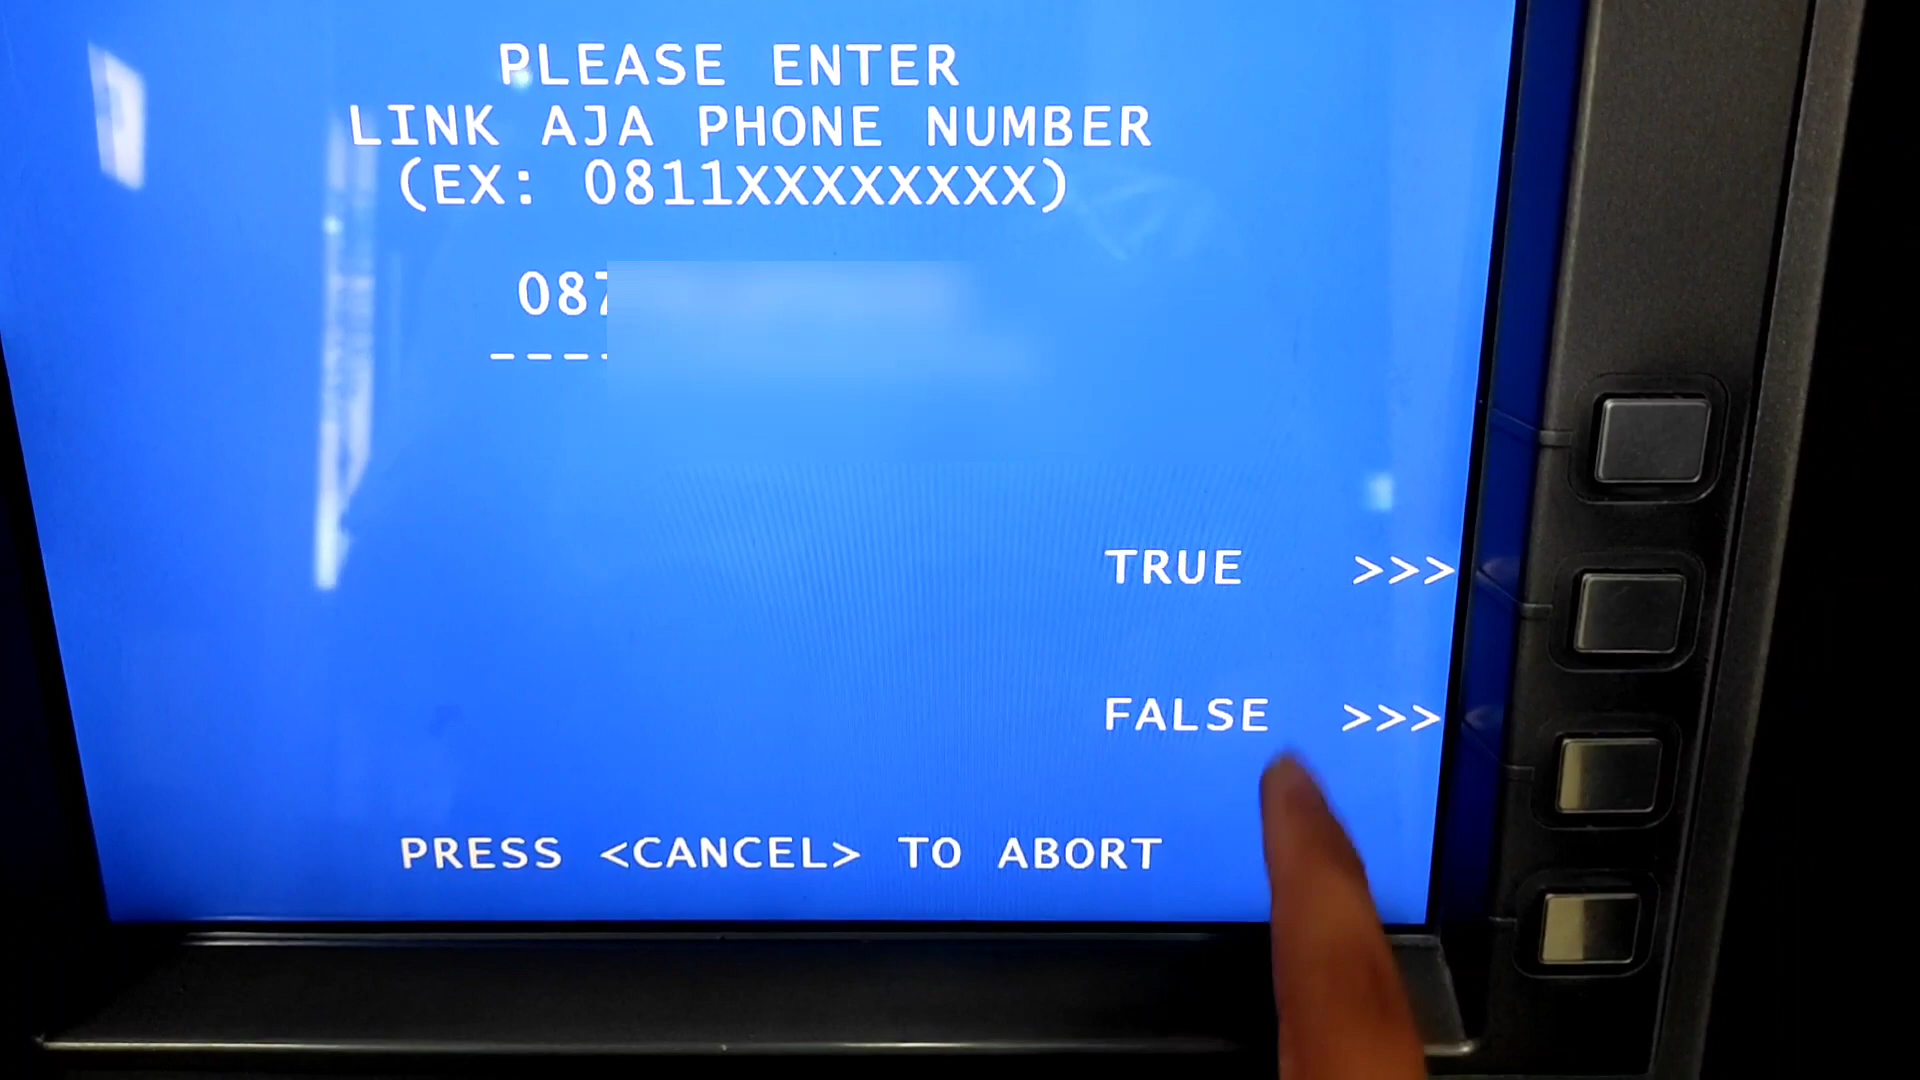 PLEASE ENTER
LINK AJA PHONE NUMBER
(EX: 0811XXXXXXXX)
087
----
TRUE >>>
FALSE >>>
PRESS <CANCEL> TO ABORT